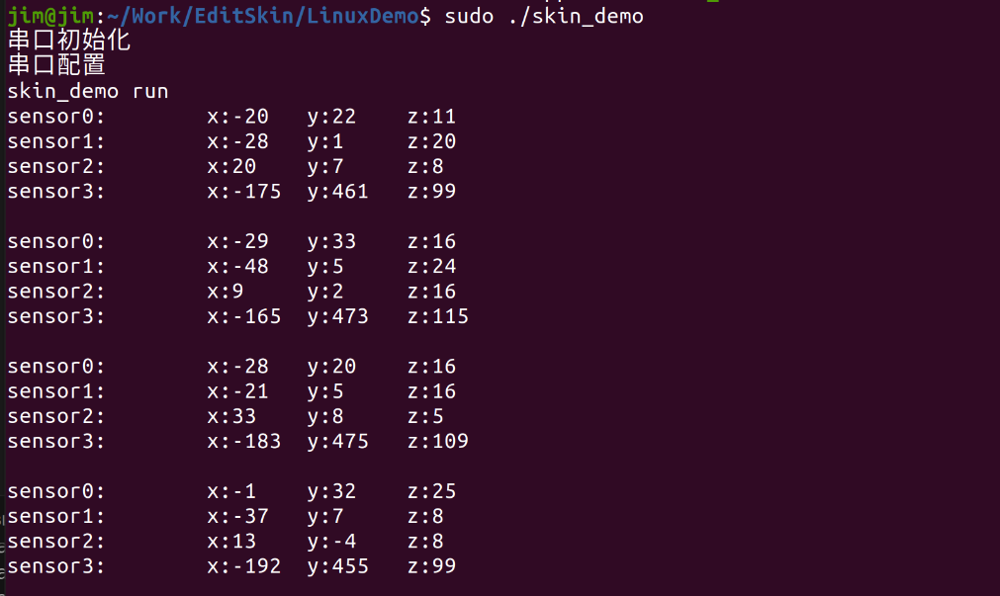 jim@jim:~/Work/EditSkin/LinuxDemo$ sudo ./skin_demo
串口初始化
串口配置
skin_demo run
sensor0: x:-20 y:22 z:11
sensor1: x:-28 y:1 z:20
sensor2: x:20 y:7 z:8
sensor3: x:-175 y:461 z:99
sensor0: x:-29 y:33 z:16
sensor1: x:-48 y:5 z:24
sensor2: x:9 y:2 z:16
sensor3: x:-165 y:473 z:115
sensor0: x:-28 y:20 z:16
sensor1: x:-21 y:5 z:16
sensor2: x:33 y:8 z:5
sensor3: x:-183 y:475 z:109
sensor0: x:-1 y:32 z:25
sensor1: x:-37 y:7 z:8
sensor2: x:13 y:-4 z:8
sensor3: x:-192 y:455 z:99